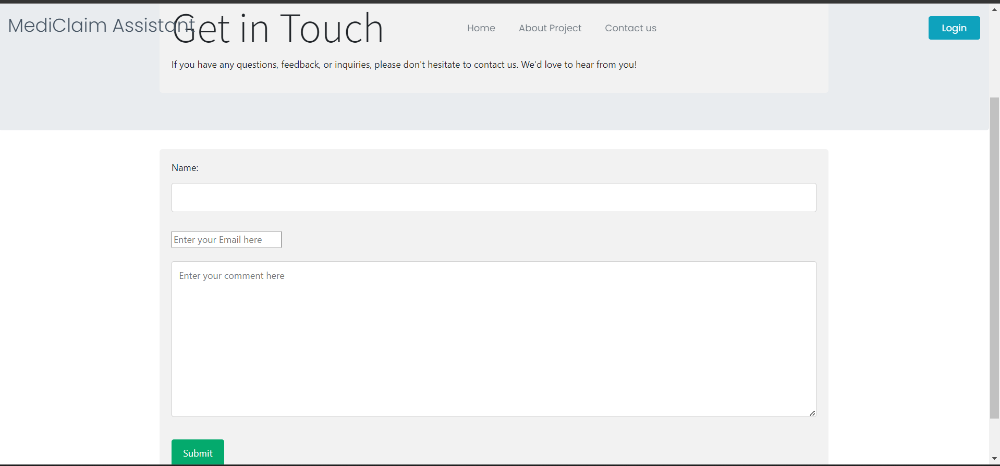 MediClaim Assistant
Get in Touch
Home About Project Contact us
Login
If you have any questions, feedback, or inquiries, please don't hesitate to contact us. We'd love to hear from you!
Name:
Enter your Email here
Enter your comment here
Submit